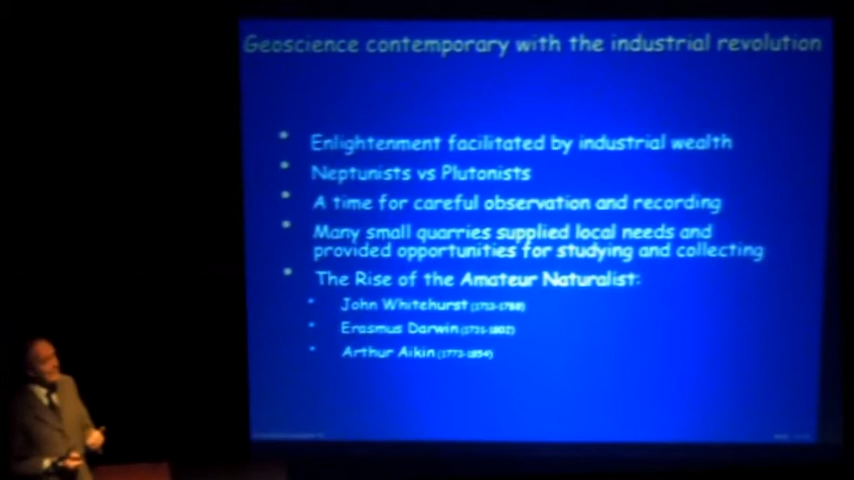 Geoscience contemporary with the industrial revolution
Enlightenment facilitated by industrial wealth
Neptunists vs Plutonists
A time for careful observation and recording
Many small quarries supplied local needs and
provided opportunities for studying and collecting
The Rise of the Amateur Naturalist:
John Whitehurst
Erasmus Darwin
Arthur Aikin